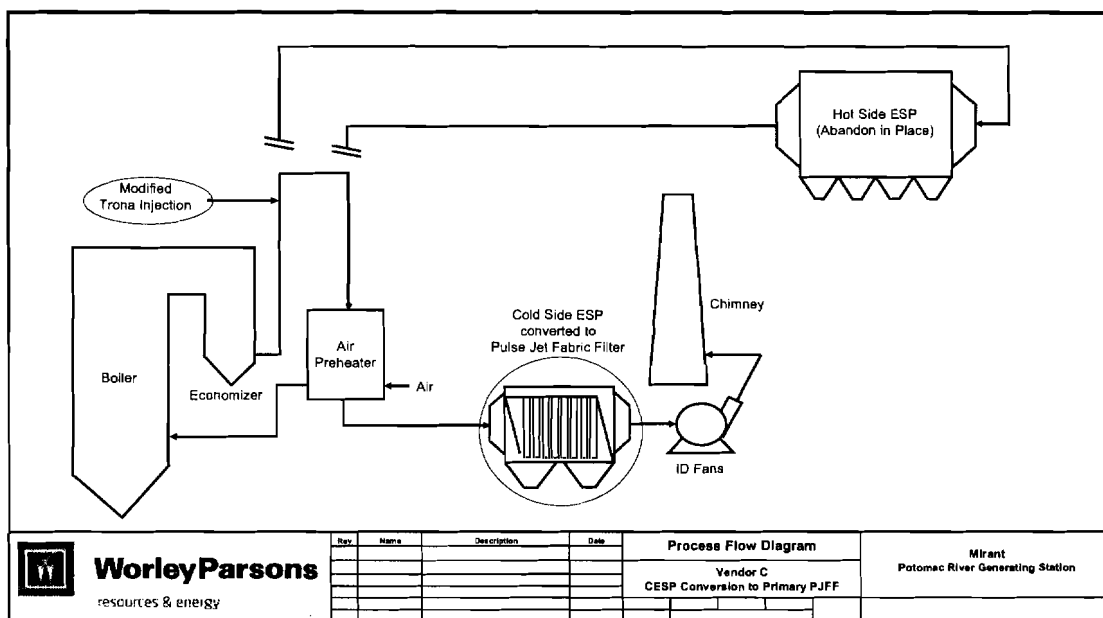 Hot Side ESP
(Abandon in Place)
Modified
Trona Injection
Chimney
Cold Side ESP
converted to
Pulse Jet Fabric Filter
Air
Preheater
Boiler
Economizer
Air
ID Fans
WorleyParsons
resources & energy
Rev Name Description Date
Process Flow Diagram
Vendor C
CESP Conversion to Primary PJFF
Mirant
Potomac River Generating Station